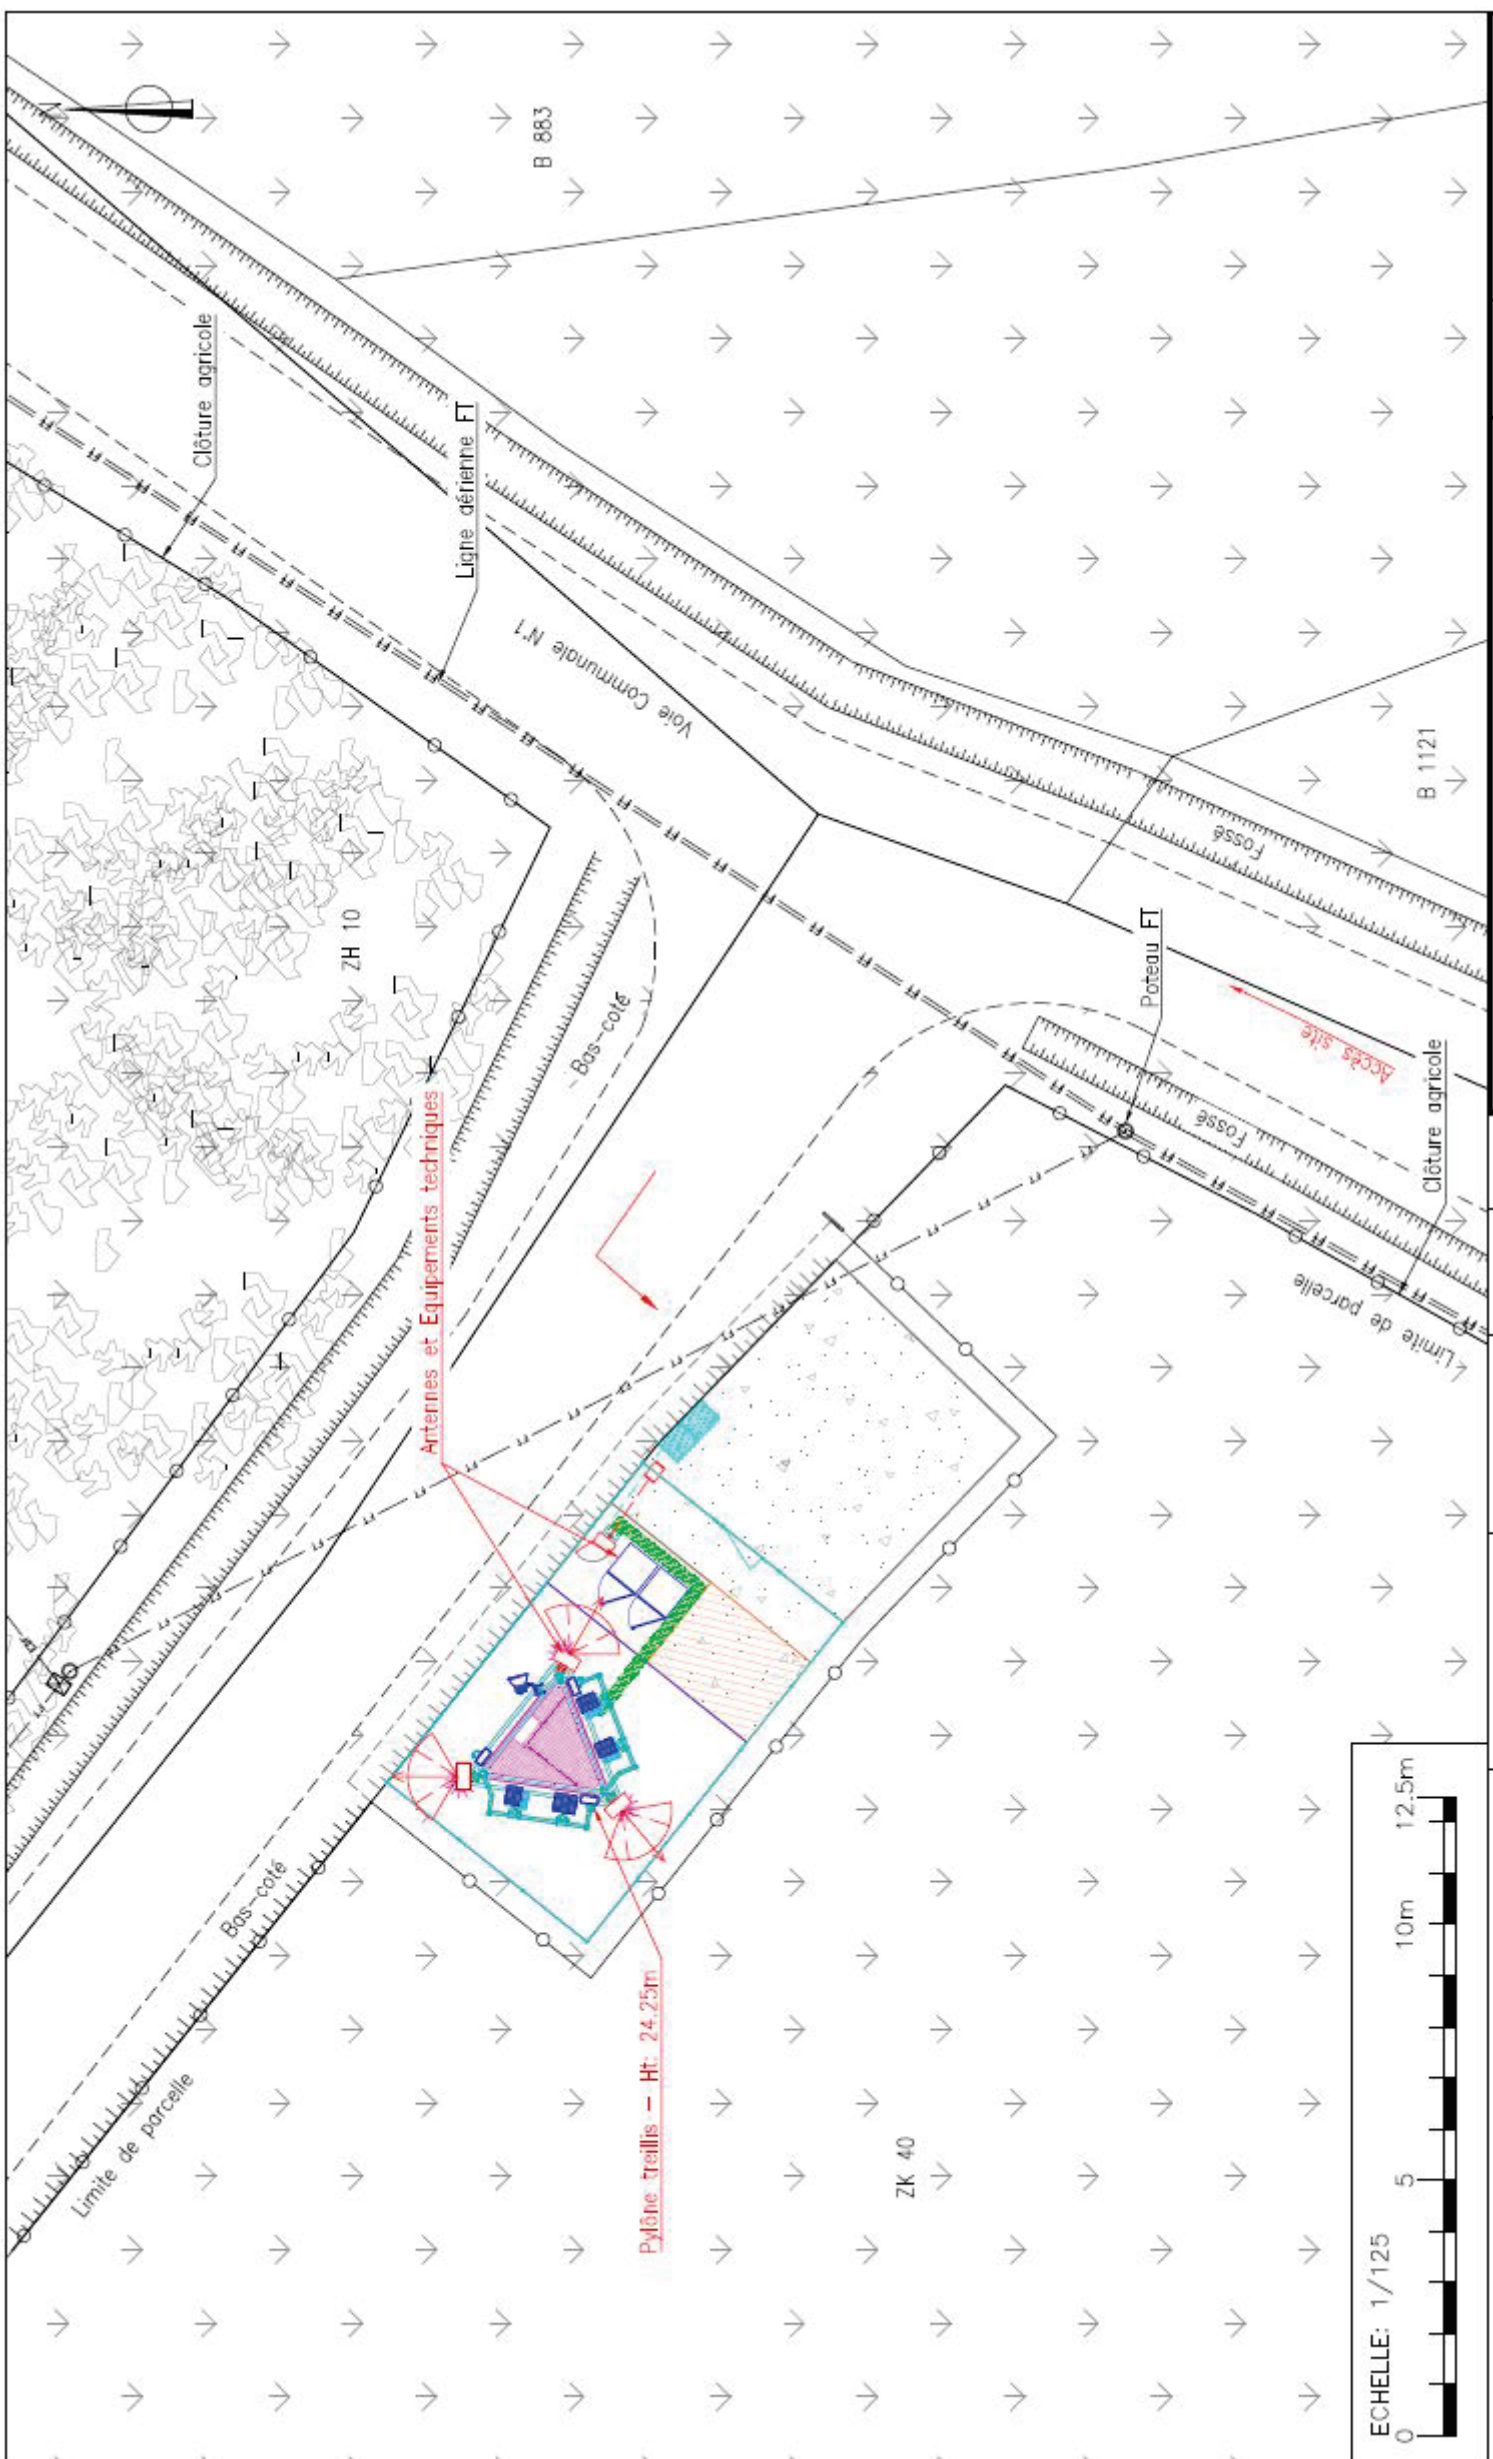 B 883
Clôture agricole
Ligne aérienne FT
Voie Communale N°1
ZH 10
Bas-coté
Antennes et Equipements techniques
Poteau FT
Fossé
B 1121
Accès site
Fossé
Clôture agricole
Limite de parcelle
Bas-coté
Limite de parcelle
Pylône treillis - Ht: 24.25m
ZK 40
ECHELLE: 1/125
0 5 10m 12.5m